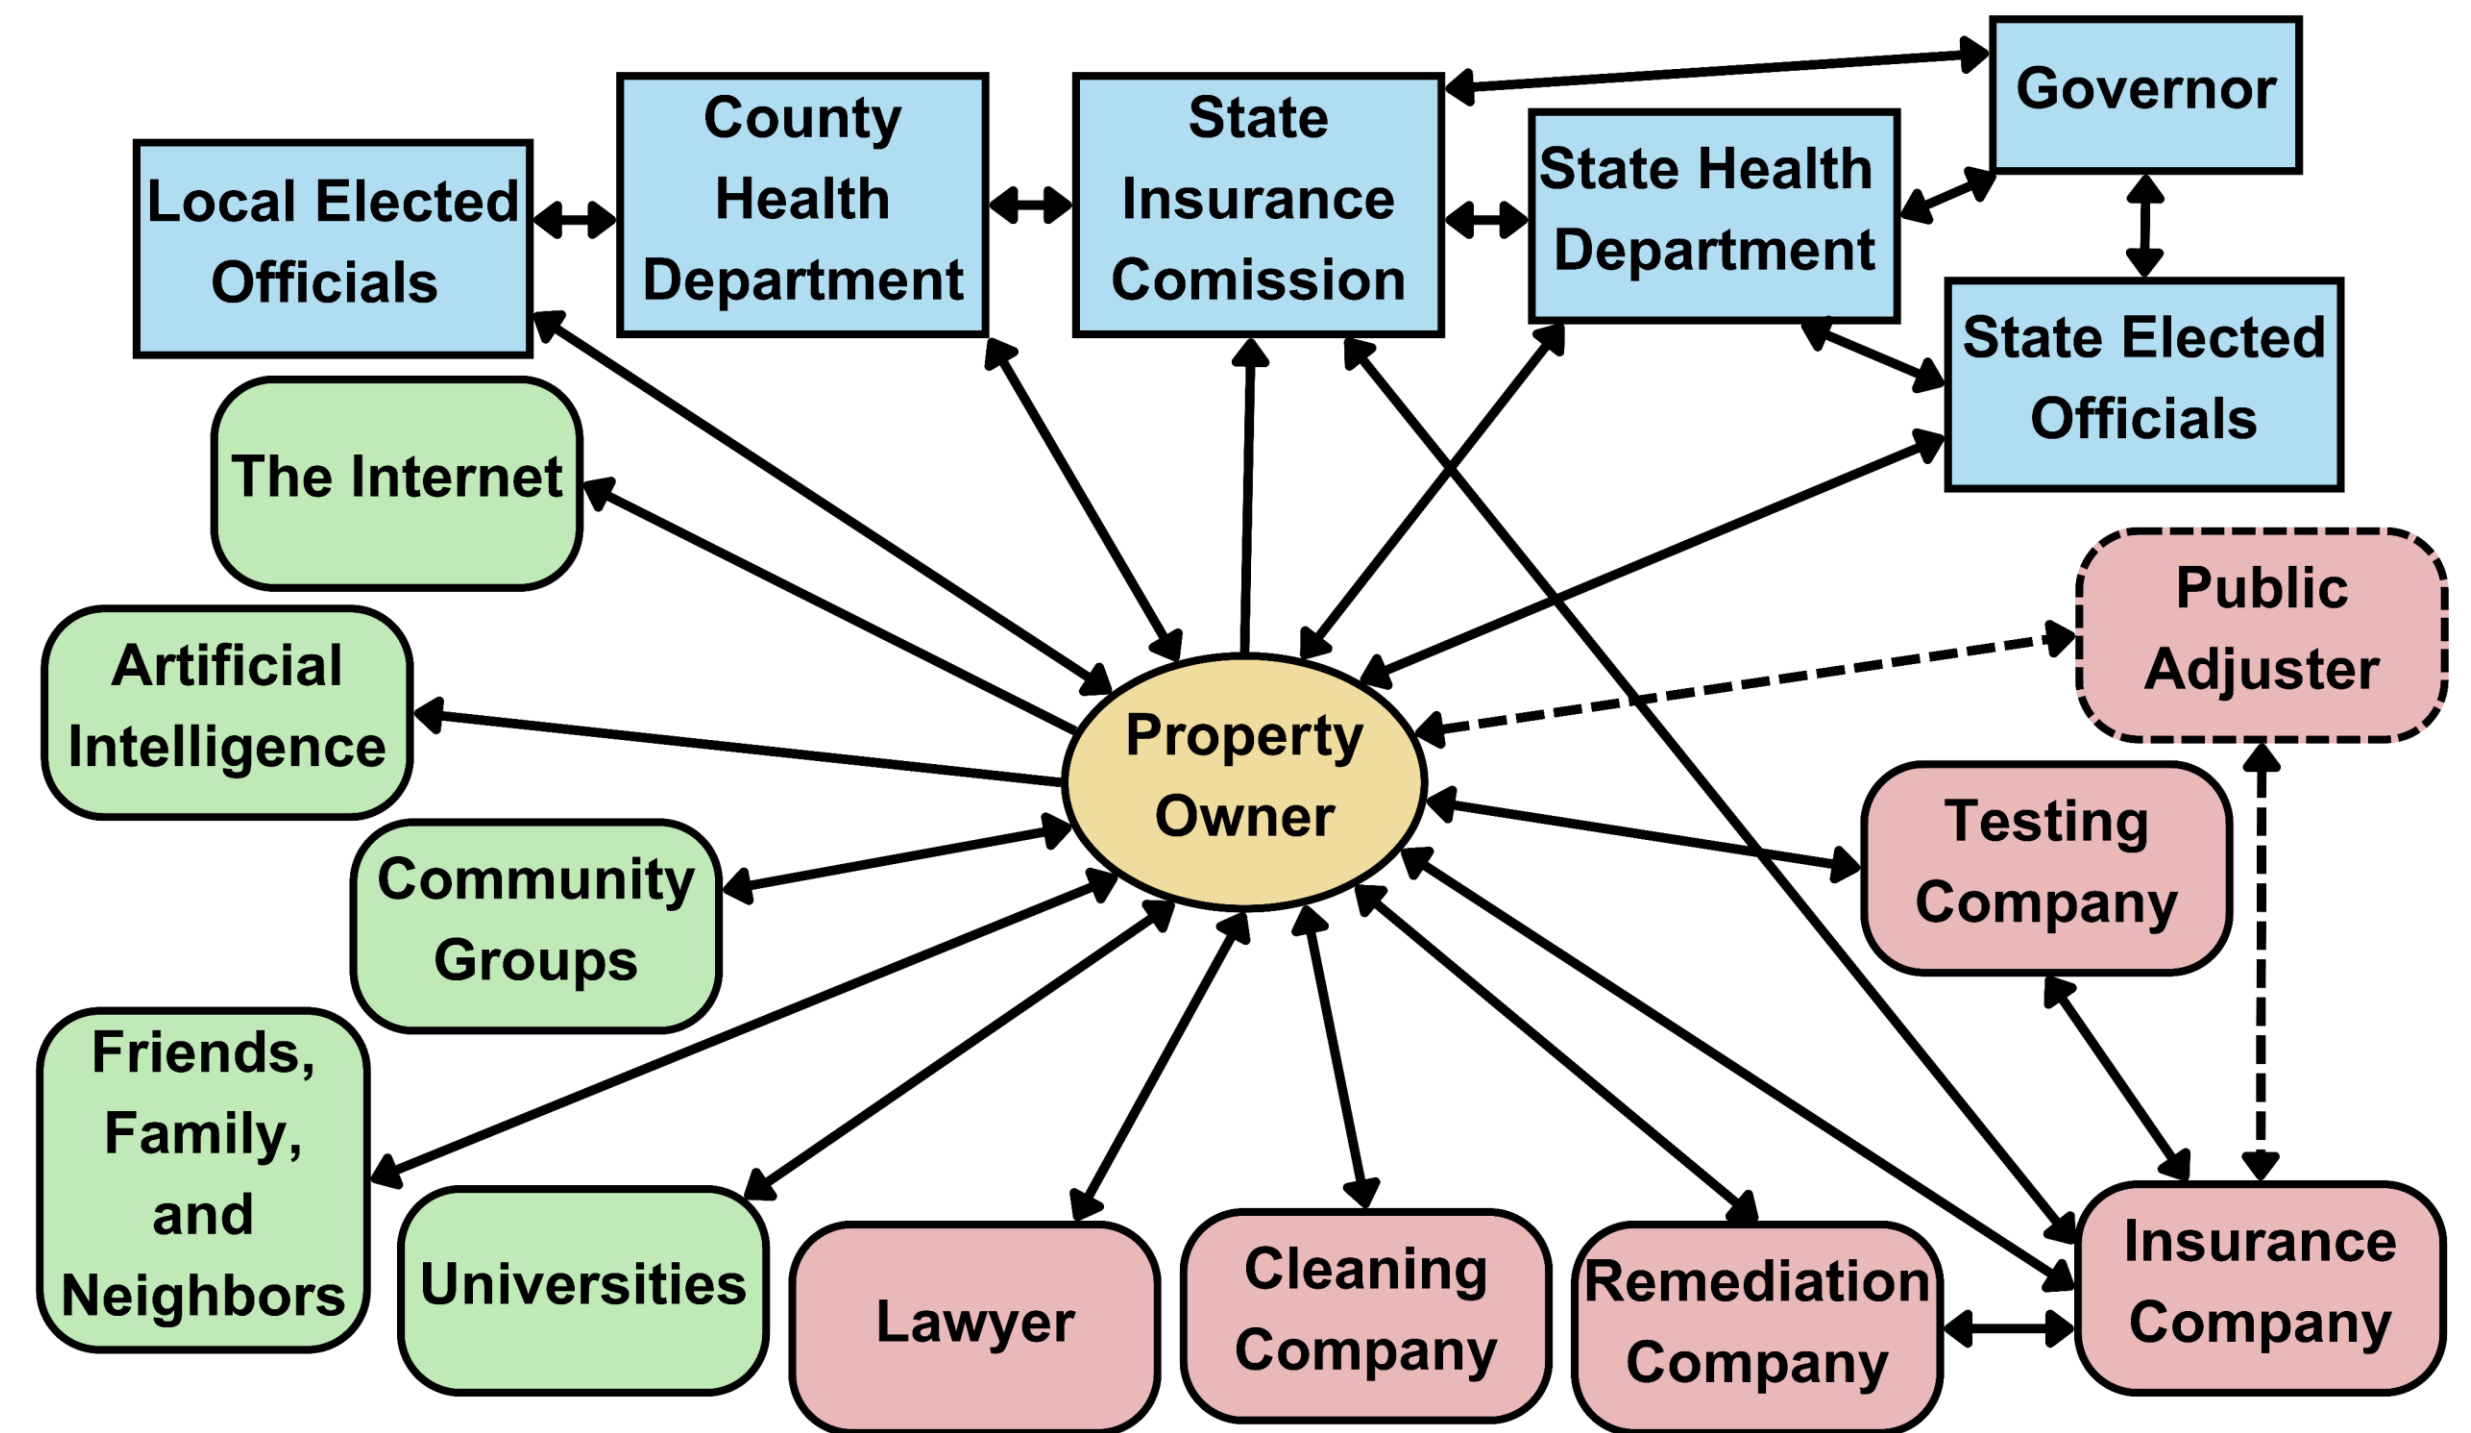 Governor
County
Health
Department
State
Insurance
Comission
State Health
Department
Local Elected
Officials
State Elected
Officials
The Internet
Public
Adjuster
Artificial
Intelligence
Property
Owner
Testing
Company
Community
Groups
Friends,
Family,
and
Neighbors
Universities
Lawyer
Cleaning
Company
Remediation
Company
Insurance
Company